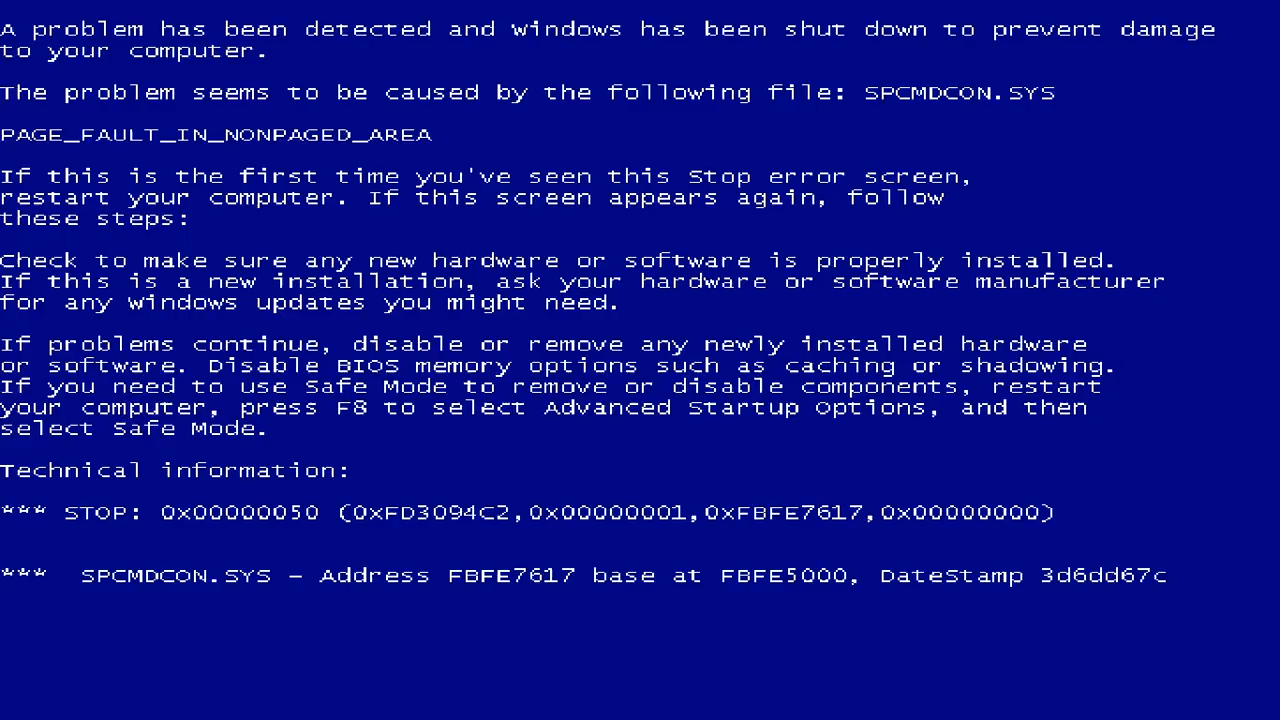 A problem has been detected and Windows has been shut down to prevent damage
to your computer.
The problem seems to be caused by the following file: SPCMDCON.SYS
PAGE_FAULT_IN_NONPAGED_AREA
If this is the first time you've seen this Stop error screen,
restart your computer. If this screen appears again, follow
these steps:
Check to make sure any new hardware or software is properly installed.
If this is a new installation, ask your hardware or software manufacturer
for any Windows updates you might need.
If problems continue, disable or remove any newly installed hardware
or software. Disable BIOS memory options such as caching or shadowing.
If you need to use Safe Mode to remove or disable components, restart
your computer, press F8 to select Advanced Startup Options, and then
select Safe Mode.
Technical information:
*** STOP: 0x00000050 (0xFD3094C2,0x00000001,0xFBFE7617,0x00000000)
*** SPCMDCON.SYS - Address FBFE7617 base at FBFE5000, DateStamp 3d6dd67c